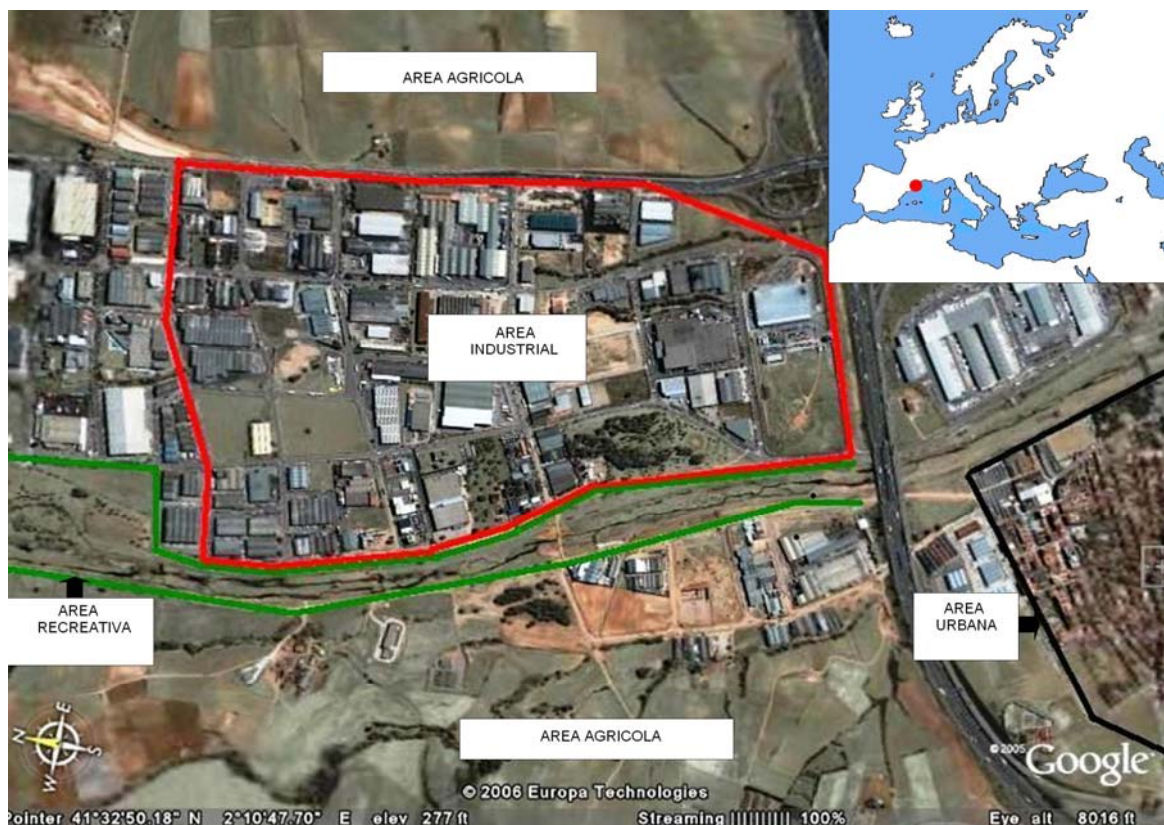 AREA AGRICOLA
AREA
INDUSTRIAL
AREA
RECREATIVA
AREA
URBANA
AREA AGRICOLA
N
E
W
S
© 2005 Google
© 2006 Europa Technologies
Pointer 41°32'50.18" N 2°10'47.70" E elev 277 ft Streaming |||||||||| 100% Eye alt 8016 ft